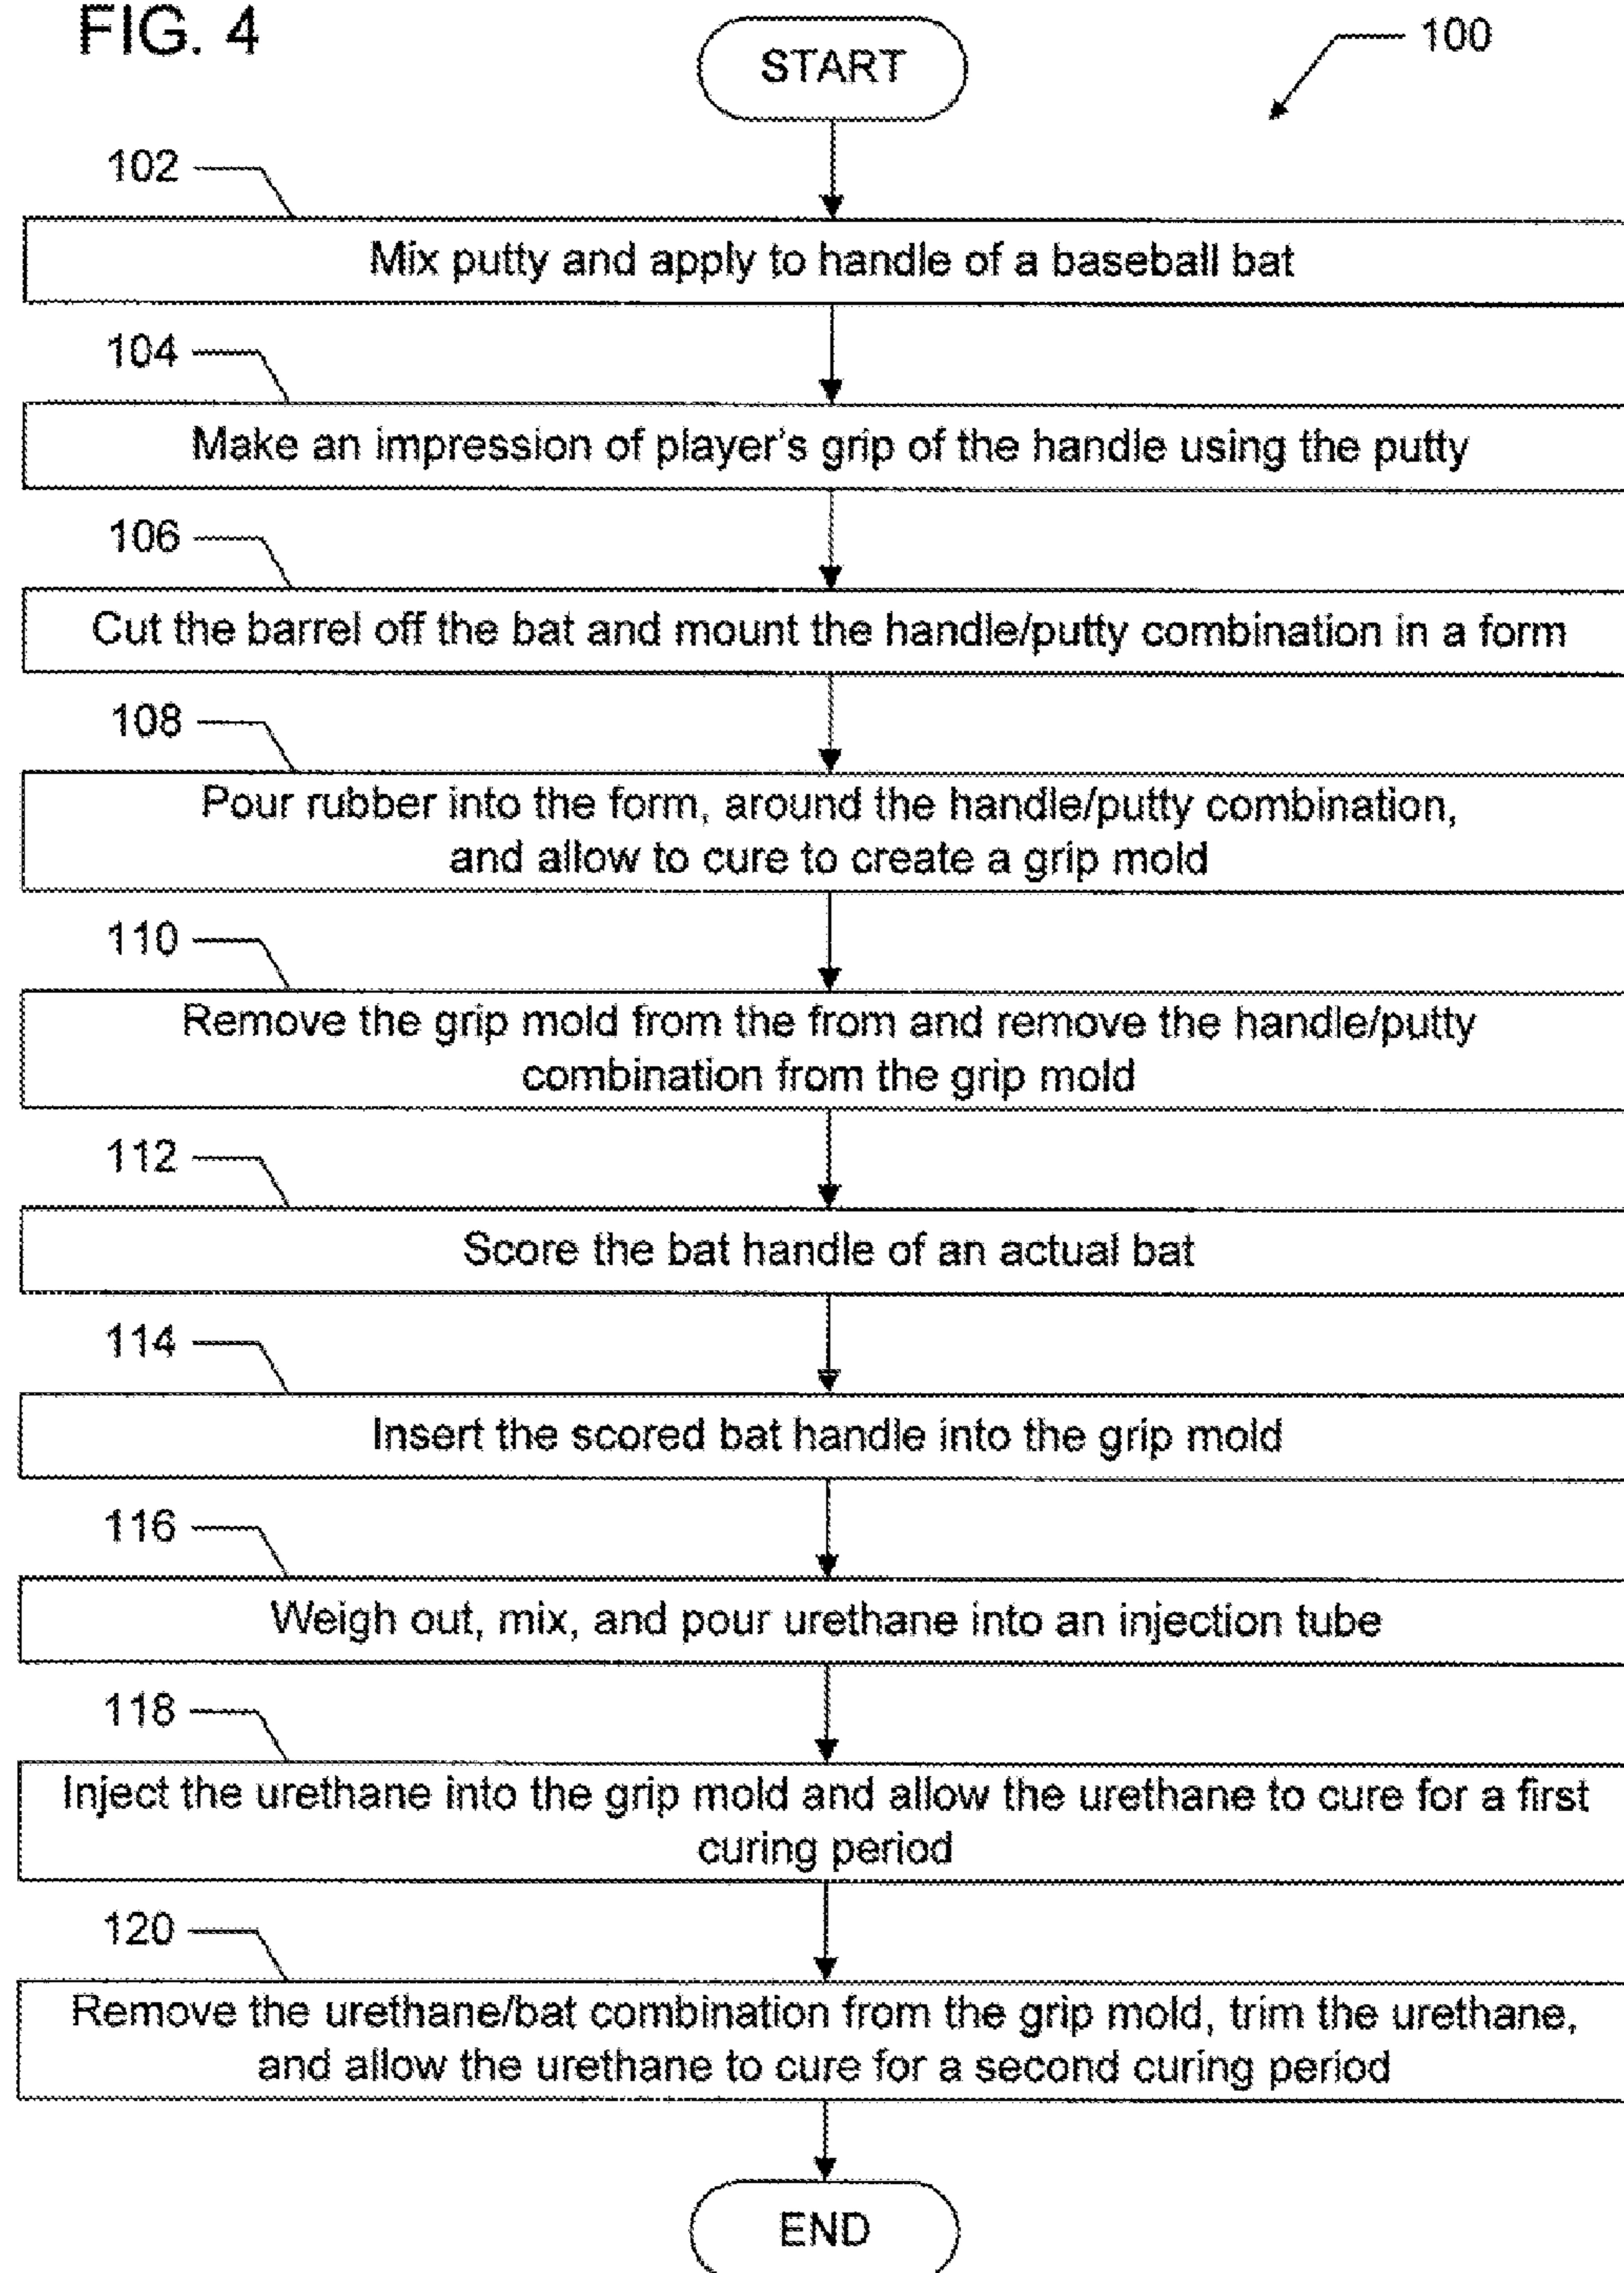 FIG. 4
START
100
102
Mix putty and apply to handle of a baseball bat
104
Make an impression of player's grip of the handle using the putty
106
Cut the barrel off the bat and mount the handle/putty combination in a form
108
Pour rubber into the form, around the handle/putty combination,
and allow to cure to create a grip mold
110
Remove the grip mold from the from and remove the handle/putty
combination from the grip mold
112
Score the bat handle of an actual bat
114
Insert the scored bat handle into the grip mold
116
Weigh out, mix, and pour urethane into an injection tube
118
Inject the urethane into the grip mold and allow the urethane to cure for a first
curing period
120
Remove the urethane/bat combination from the grip mold, trim the urethane,
and allow the urethane to cure for a second curing period
END